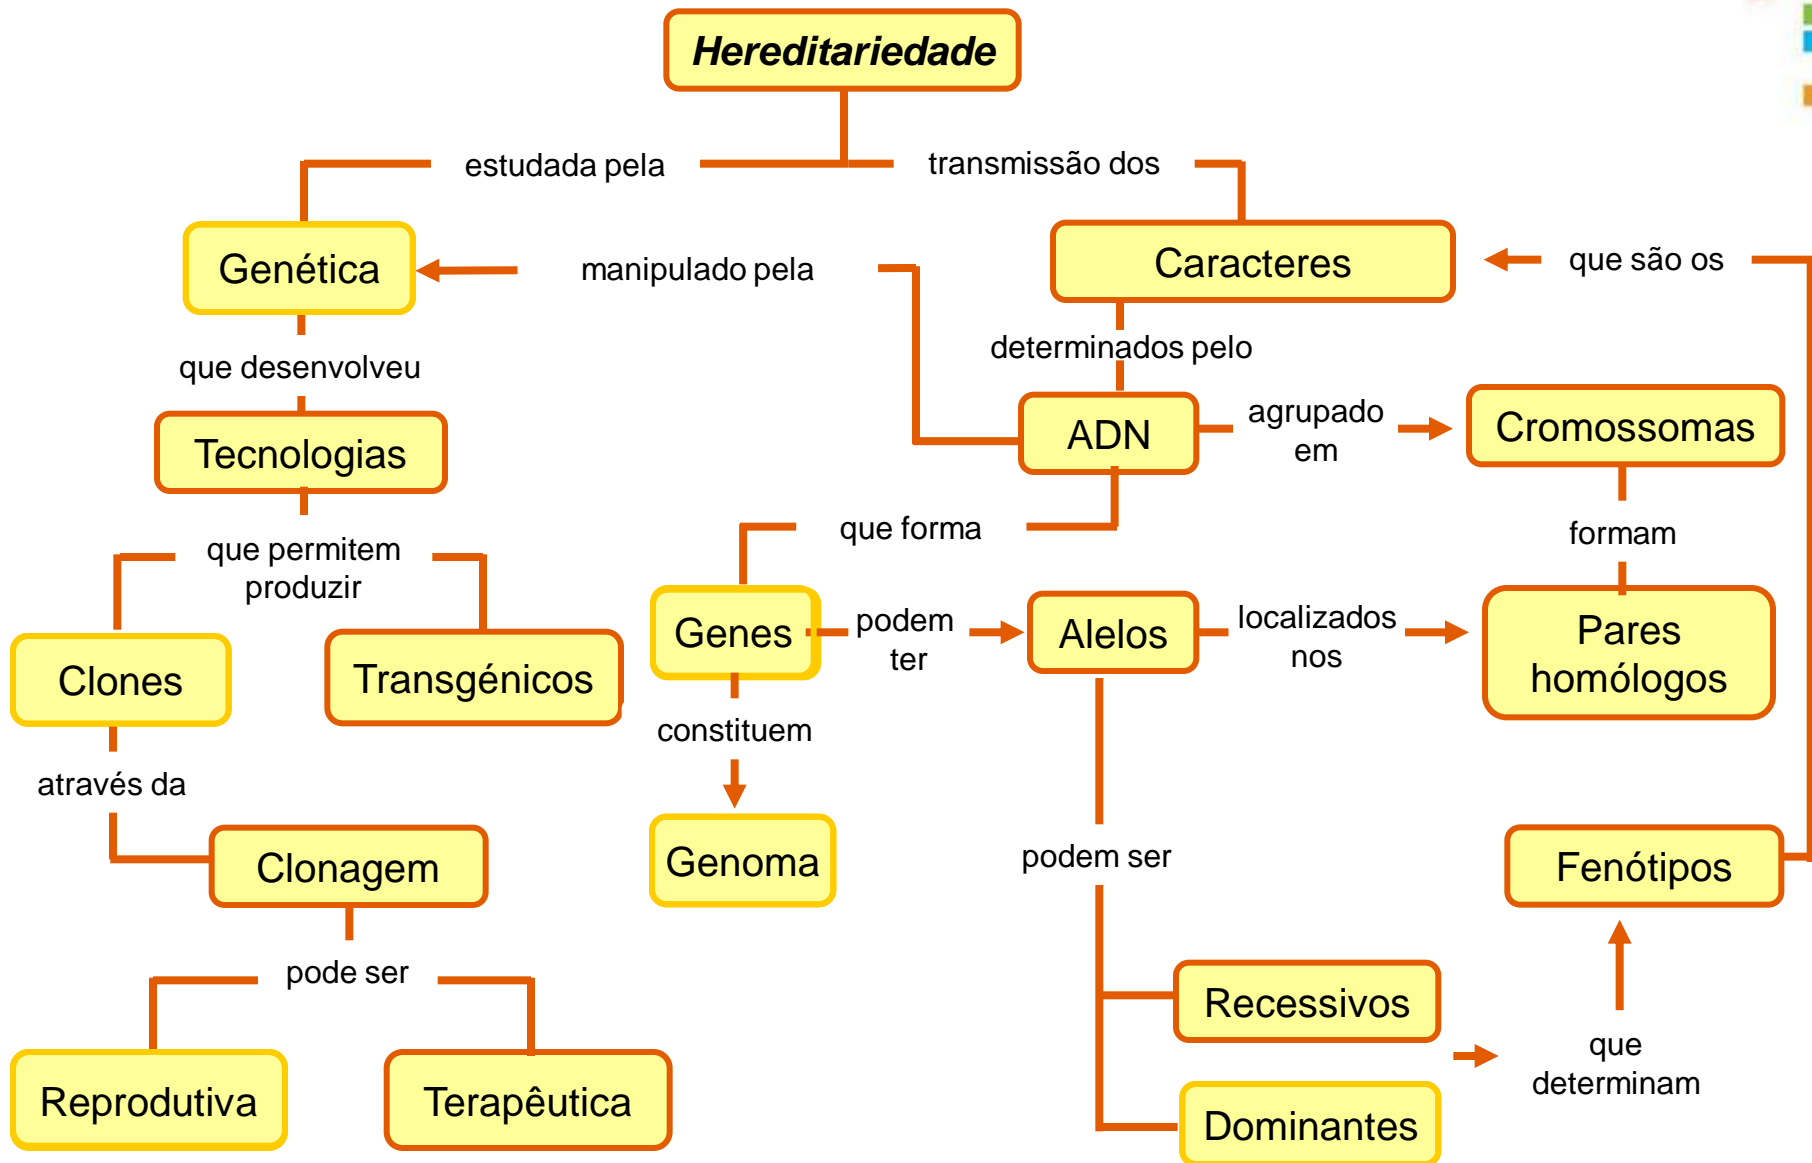 Hereditariedade
estudada pela
transmissão dos
Genética
manipulado pela
Caracteres
que são os
determinados pelo
que desenvolveu
Tecnologias
ADN
agrupado
em
Cromossomas
que permitem
produzir
que forma
formam
Clones
Transgénicos
Genes
podem
ter
Alelos
localizados
nos
Pares
homólogos
através da
constituem
Clonagem
Genoma
podem ser
Fenótipos
pode ser
Recessivos
que
determinam
Reprodutiva
Terapêutica
Dominantes